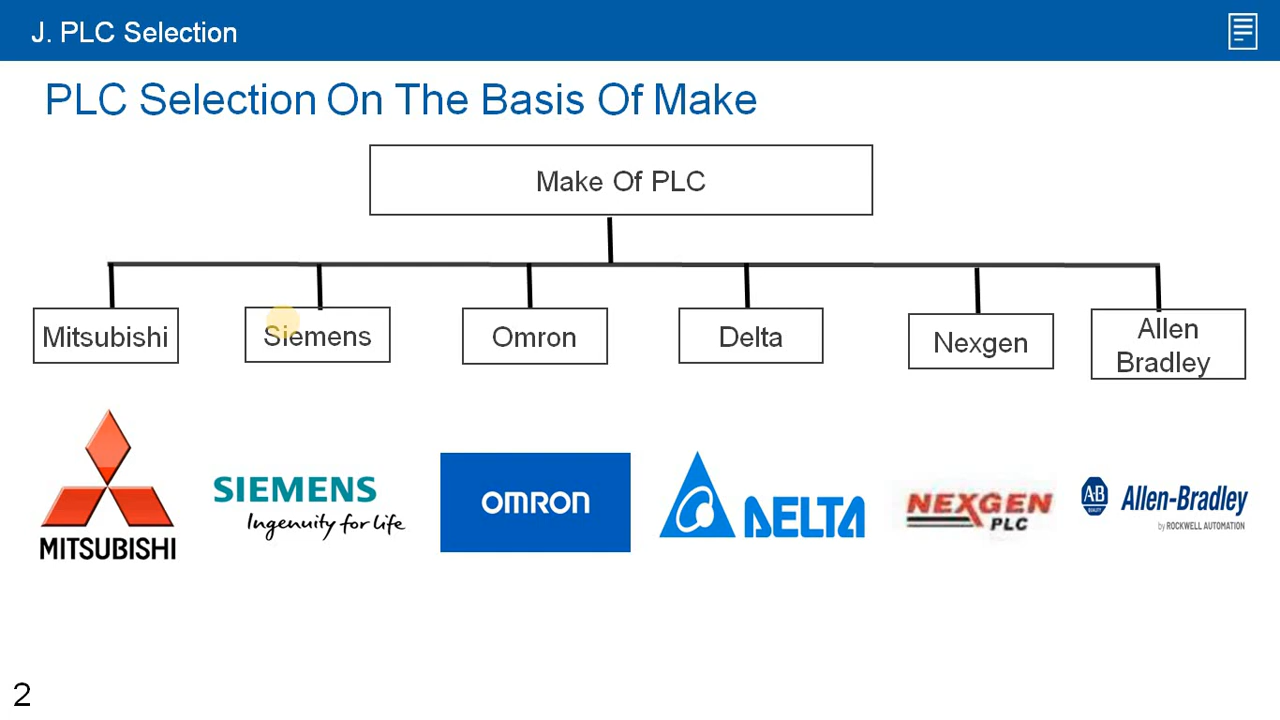 J. PLC Selection
PLC Selection On The Basis Of Make
Make Of PLC
Mitsubishi
Siemens
Omron
Delta
Nexgen
Allen
Bradley
MITSUBISHI
SIEMENS
Ingenuity for life
OMRON
DELTA
NEXGEN
PLC
AB
QUALITY
Allen-Bradley
by ROCKWELL AUTOMATION
2